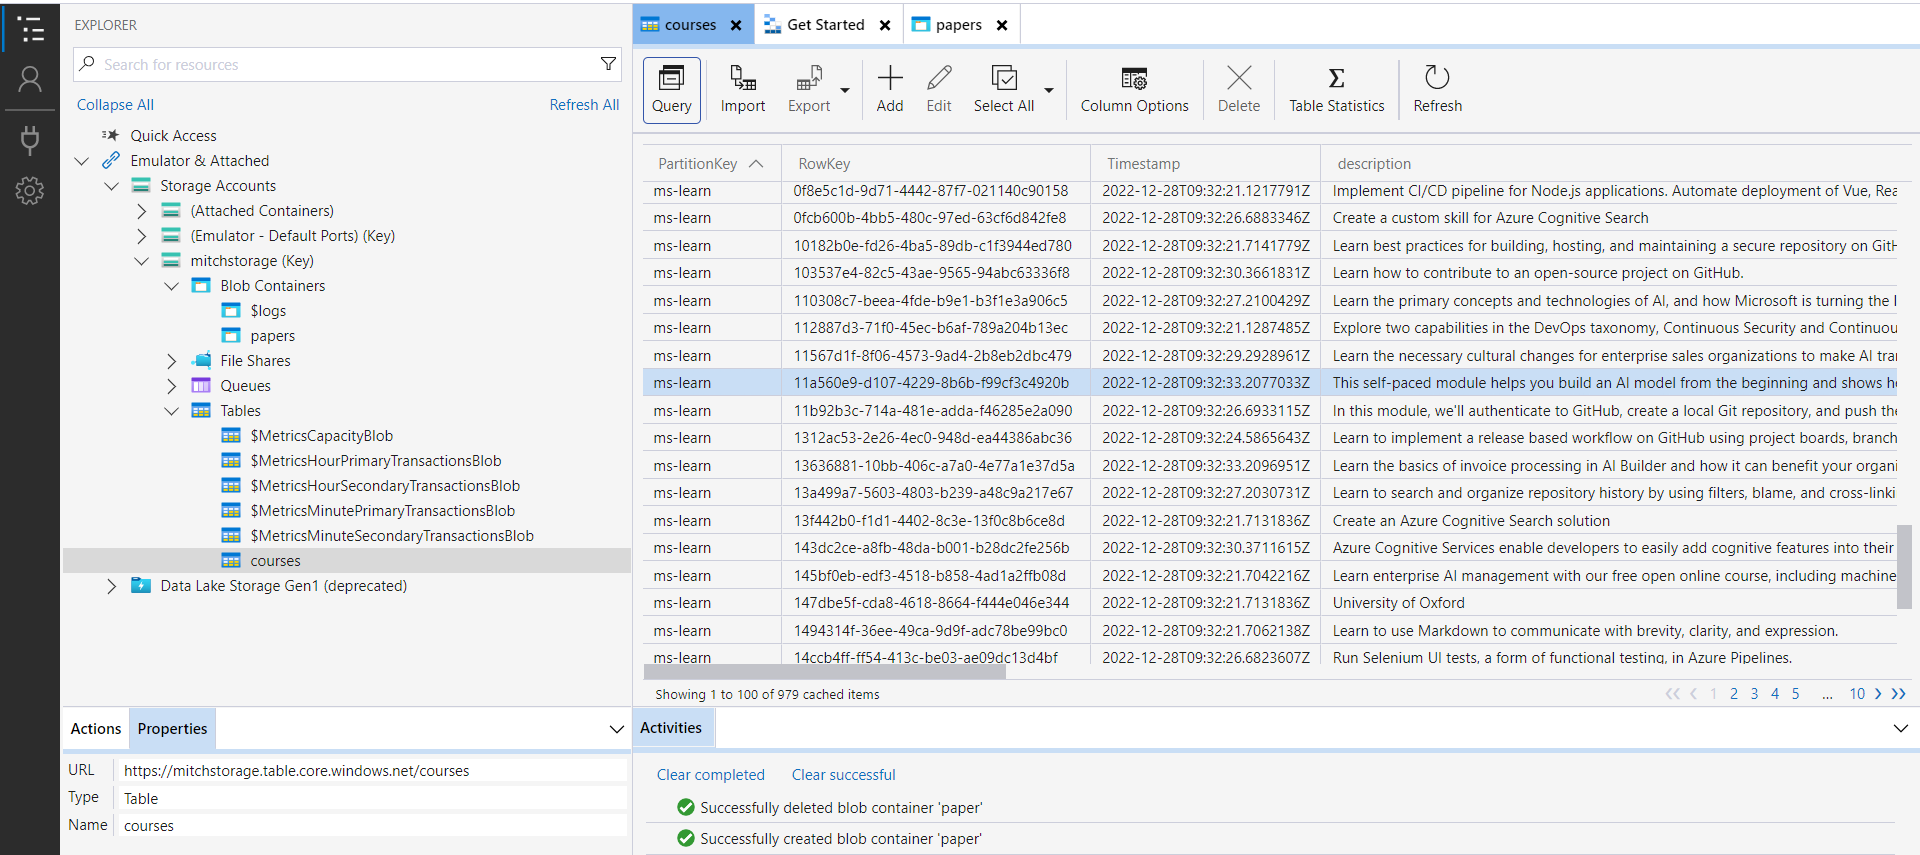 EXPLORER
Search for resources
Collapse All Refresh All
Quick Access
Emulator & Attached
Storage Accounts
(Attached Containers)
(Emulator - Default Ports) (Key)
mitchstorage (Key)
Blob Containers
$logs
papers
File Shares
Queues
Tables
$MetricsCapacityBlob
$MetricsHourPrimaryTransactionsBlob
$MetricsHourSecondaryTransactionsBlob
$MetricsMinutePrimaryTransactionsBlob
$MetricsMinuteSecondaryTransactionsBlob
courses
Data Lake Storage Gen1 (deprecated)
Actions Properties
URL https://mitchstorage.table.core.windows.net/courses
Type Table
Name courses
courses Get Started papers
Query Import Export Add Edit Select All Column Options Delete Table Statistics Refresh
PartitionKey RowKey Timestamp description
ms-learn 0f8e5c1d-9d71-4442-87f7-021140c90158 2022-12-28T09:32:21.1217791Z Implement CI/CD pipeline for Node.js applications. Automate deployment of Vue, Rea
ms-learn 0fcb600b-4bb5-480c-97ed-63cf6d842fe8 2022-12-28T09:32:26.6883346Z Create a custom skill for Azure Cognitive Search
ms-learn 10182b0e-fd26-4ba5-89db-c1f3944ed780 2022-12-28T09:32:21.7141779Z Learn best practices for building, hosting, and maintaining a secure repository on GitH
ms-learn 103537e4-82c5-43ae-9565-94abc63336f8 2022-12-28T09:32:30.3661831Z Learn how to contribute to an open-source project on GitHub.
ms-learn 110308c7-beea-4fde-b9e1-b3f1e3a906c5 2022-12-28T09:32:27.2100429Z Learn the primary concepts and technologies of AI, and how Microsoft is turning the l
ms-learn 112887d3-71f0-45ec-b6af-789a204b13ec 2022-12-28T09:32:21.1287485Z Explore two capabilities in the DevOps taxonomy, Continuous Security and Continuou
ms-learn 11567d1f-8f06-4573-9ad4-2b8eb2dbc479 2022-12-28T09:32:29.2928961Z Learn the necessary cultural changes for enterprise sales organizations to make AI tra
ms-learn 11a560e9-d107-4229-8b6b-f99cf3c4920b 2022-12-28T09:32:33.2077033Z This self-paced module helps you build an AI model from the beginning and shows h
ms-learn 11b92b3c-714a-481e-adda-f46285e2a090 2022-12-28T09:32:26.6933115Z In this module, we'll authenticate to GitHub, create a local Git repository, and push the
ms-learn 1312ac53-2e26-4ec0-948d-ea44386abc36 2022-12-28T09:32:24.5865643Z Learn to implement a release based workflow on GitHub using project boards, branch
ms-learn 13636881-10bb-406c-a7a0-4e77a1e37d5a 2022-12-28T09:32:33.2096951Z Learn the basics of invoice processing in AI Builder and how it can benefit your organi
ms-learn 13a499a7-5603-4803-b239-a48c9a217e67 2022-12-28T09:32:27.2030731Z Learn to search and organize repository history by using filters, blame, and cross-linki
ms-learn 13f442b0-f1d1-4402-8c3e-13f0c8b6ce8d 2022-12-28T09:32:21.7131836Z Create an Azure Cognitive Search solution
ms-learn 143dc2ce-a8fb-48da-b001-b28dc2fe256b 2022-12-28T09:32:30.3711615Z Azure Cognitive Services enable developers to easily add cognitive features into their
ms-learn 145bf0eb-edf3-4518-b858-4ad1a2ffb08d 2022-12-28T09:32:21.7042216Z Learn enterprise AI management with our free open online course, including machine
ms-learn 147dbe5f-cda8-4618-8664-f444e046e344 2022-12-28T09:32:21.7131836Z University of Oxford
ms-learn 1494314f-36ee-49ca-9d9f-adc78be99bc0 2022-12-28T09:32:21.7062138Z Learn to use Markdown to communicate with brevity, clarity, and expression.
ms-learn 14ccb4ff-ff54-413c-be03-ae09dc13d4bf 2022-12-28T09:32:26.6823607Z Run Selenium UI tests, a form of functional testing, in Azure Pipelines.
Showing 1 to 100 of 979 cached items 1 2 3 4 5 ... 10
Activities
Clear completed Clear successful
Successfully deleted blob container 'paper'
Successfully created blob container 'paper'